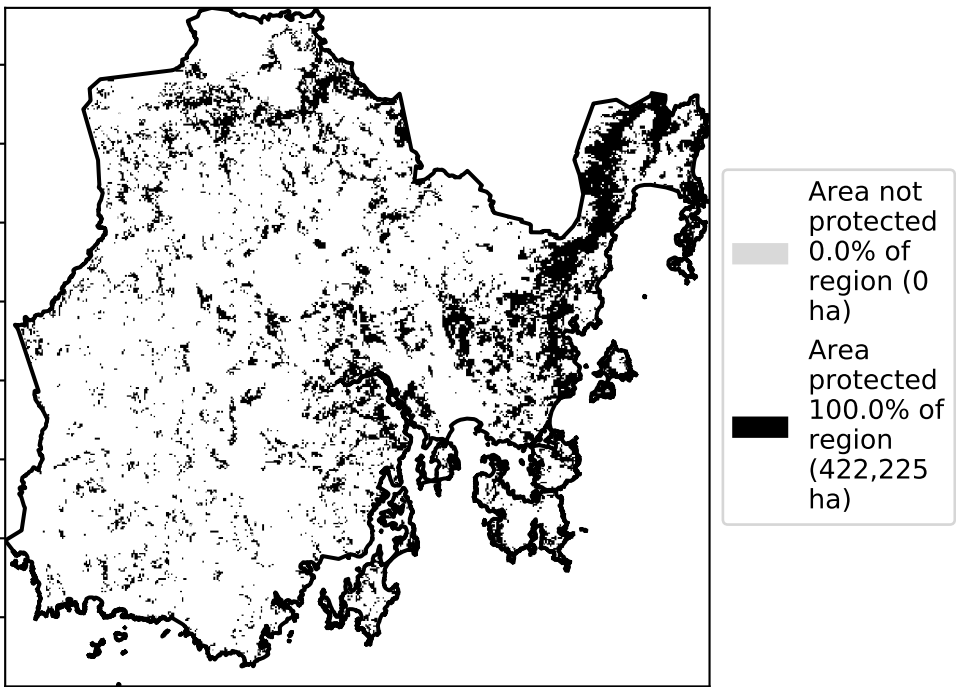 Area not
protected
0.0% of
region (0
ha)
Area
protected
100.0% of
region
(422,225
ha)